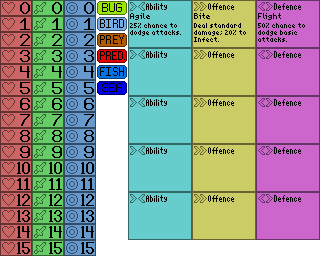 0 0 0 BUG
1 1 1 BIRD
2 2 2 PREY
3 3 3 PRED
4 4 4 FISH
5 5 5
6 6 6
7 7 7
8 8 8
9 9 9
10 10 10
11 11 11
12 12 12
13 13 13
14 14 14
15 15 15
Ability
Agile
25% chance to
dodge attacks.
Offence
Bite
Deal standard
damage; 20% to
Infect.
Defence
Flight
50% chance to
dodge basic
attacks.
Ability Offence Defence
Ability Offence Defence
Ability Offence Defence
Ability Offence Defence